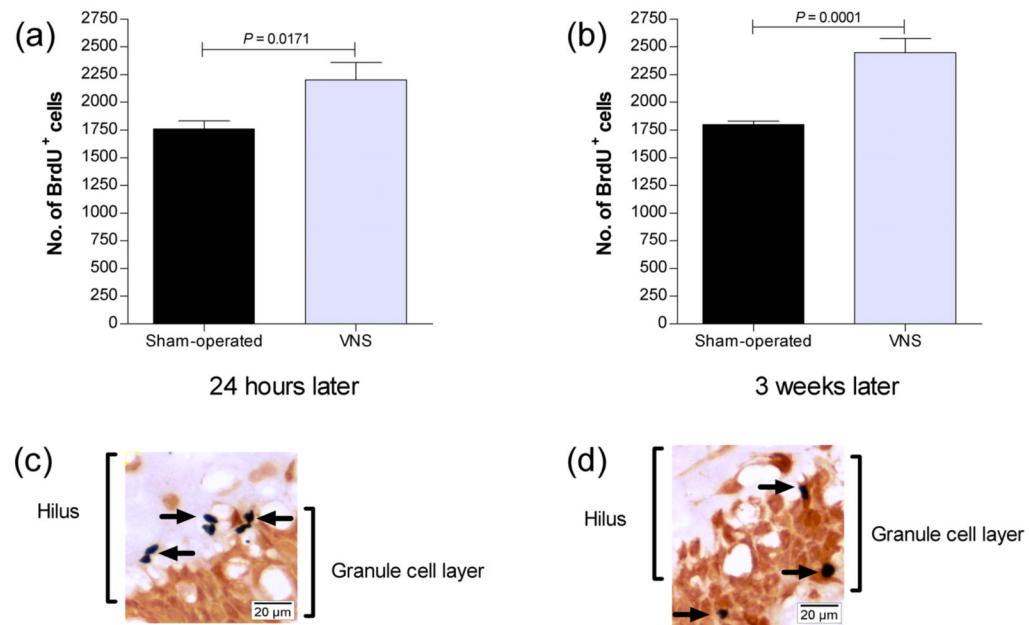 (a)
No. of BrdU + cells
2750
2500
2250
2000
1750
1500
1250
1000
750
500
250
0
P = 0.0171
Sham-operated VNS
24 hours later
(b)
No. of BrdU + cells
2750
2500
2250
2000
1750
1500
1250
1000
750
500
250
0
P = 0.0001
Sham-operated VNS
3 weeks later
(c)
Hilus
Granule cell layer
20 µm
(d)
Hilus
Granule cell layer
20 µm